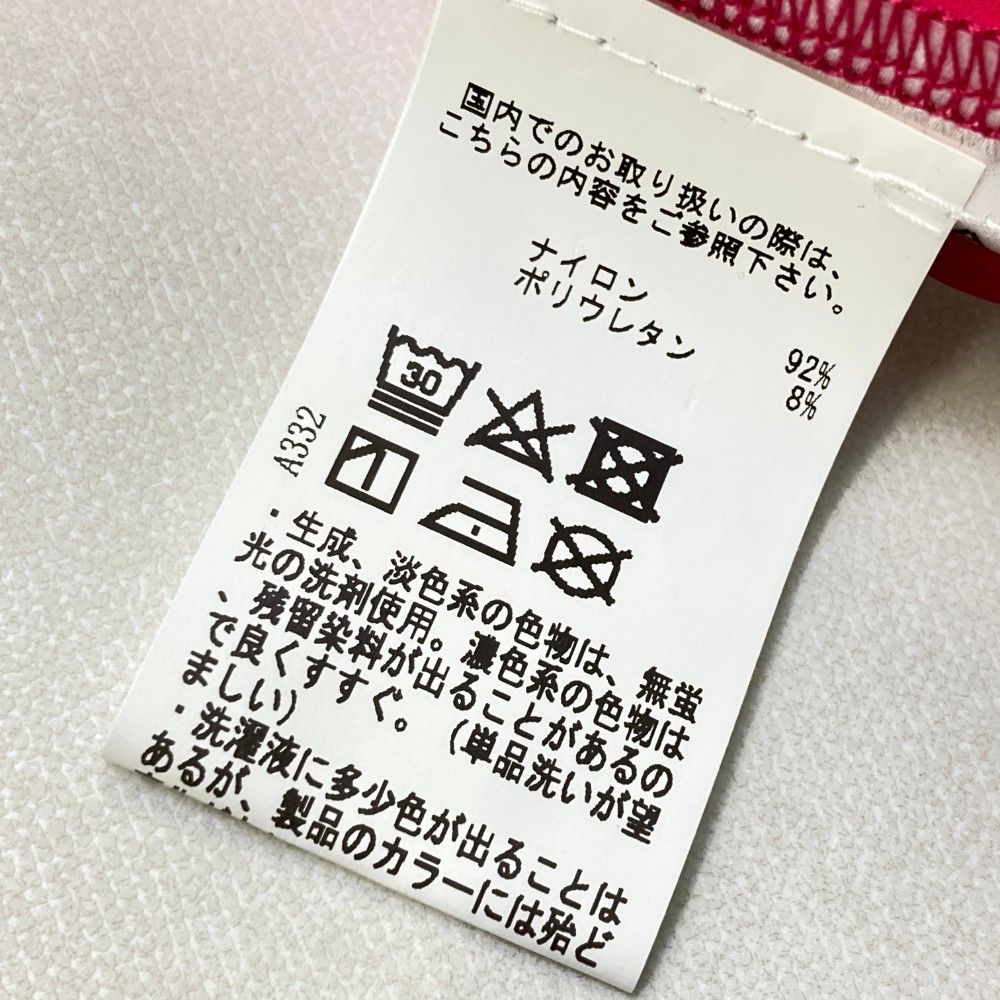 国内でのお取り扱いの際は、
こちらの内容をご参照下さい。
ナイロン 92%
ポリウレタン 8%
30
A332
・生成、淡色系の色物は、無蛍
光の洗剤使用。濃色系の色物は
、残留染料が出ることがあるの
で良くすすぐ。(単品洗いが望
ましい)
・洗濯液に多少色が出ることは
あるが、製品のカラーには殆ど